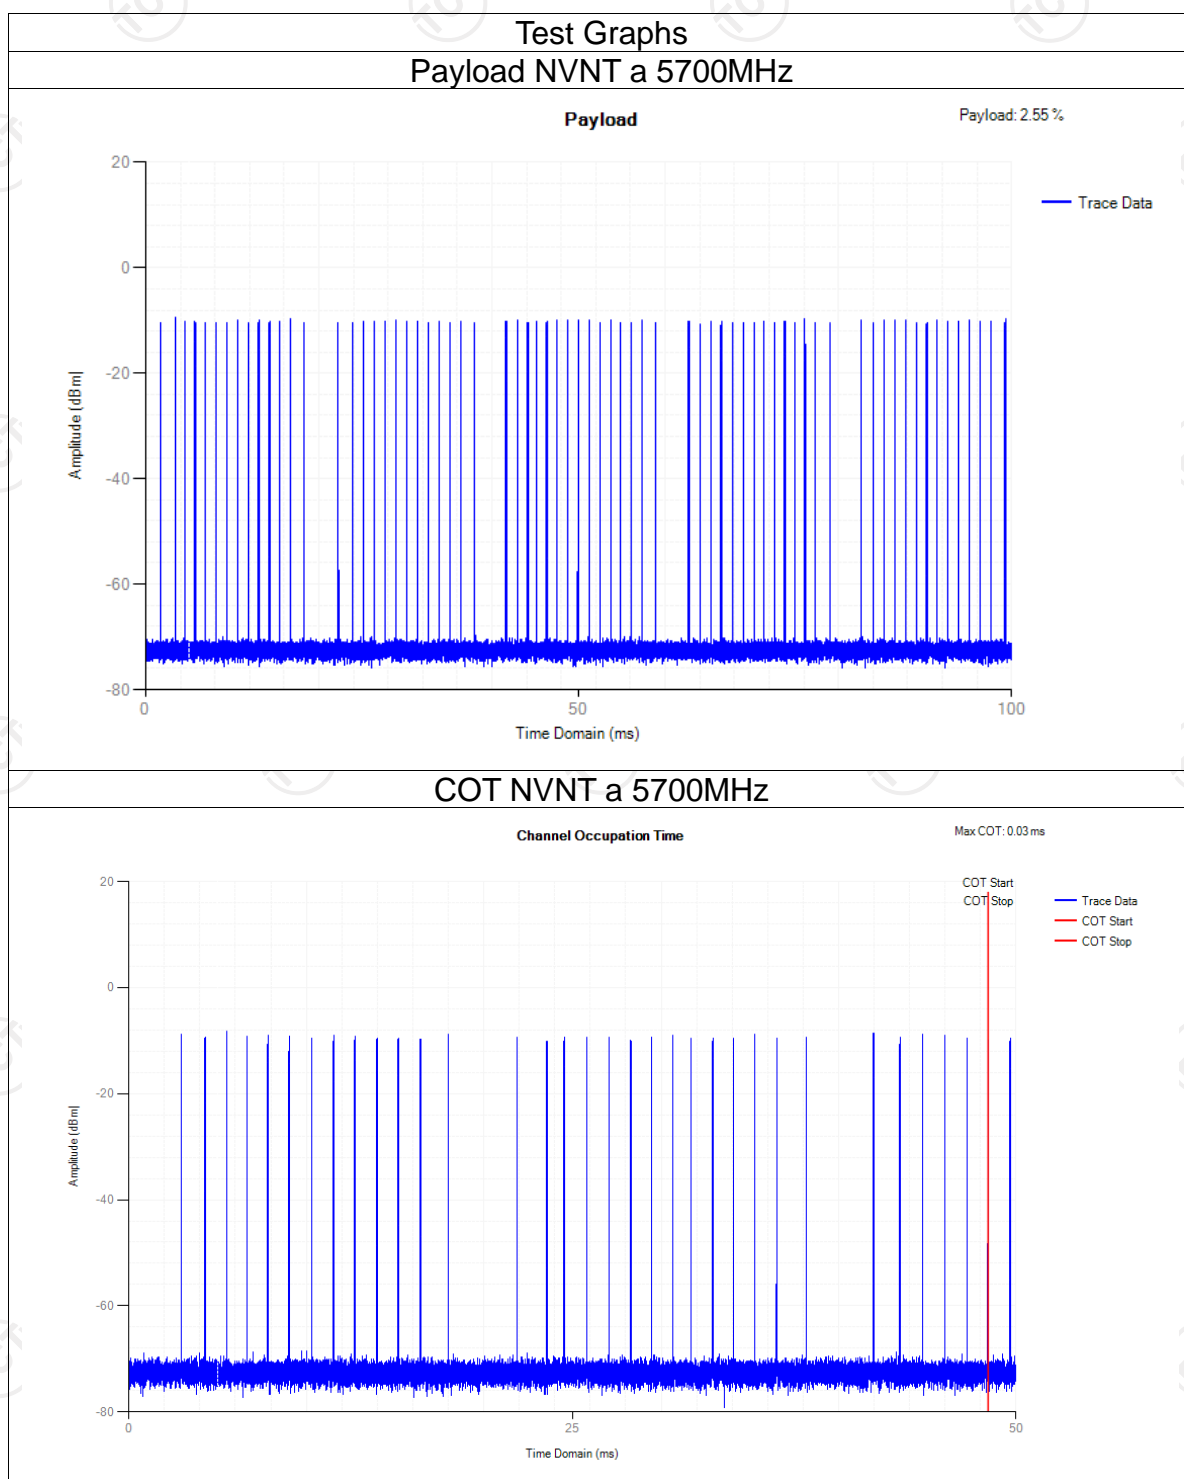 Test Graphs
Payload NVNT a 5700MHz
Payload
Payload: 2.55 %
20
0
-20
-40
-60
-80
Amplitude (dBm|
Trace Data
0
50
100
Time Domain (ms)
COT NVNT a 5700MHz
Channel Occupation Time
Max COT: 0.03 ms
COT Start
COT Stop
20
0
-20
-40
-60
-80
Amplitude (dBm|
Trace Data
COT Start
COT Stop
0
25
50
Time Domain (ms)